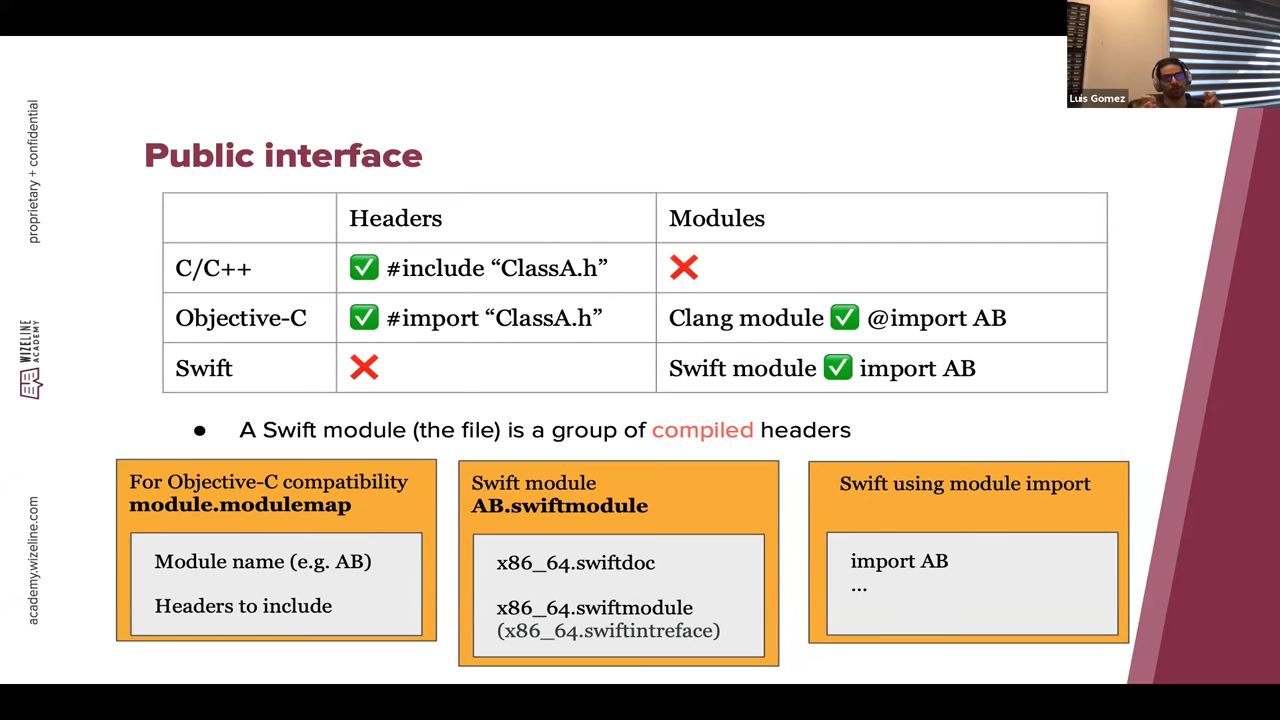 Luis Gomez
proprietary + confidential
WIZELINE
ACADEMY
academy.wizeline.com
Public interface
Headers Modules
C/C++ ✅ #include “ClassA.h” ❌
Objective-C ✅ #import “ClassA.h” Clang module ✅ @import AB
Swift ❌ Swift module ✅ import AB
● A Swift module (the file) is a group of compiled headers
For Objective-C compatibility
module.modulemap
Module name (e.g. AB)
Headers to include
Swift module
AB.swiftmodule
x86_64.swiftdoc
x86_64.swiftmodule
(x86_64.swiftintreface)
Swift using module import
import AB
...